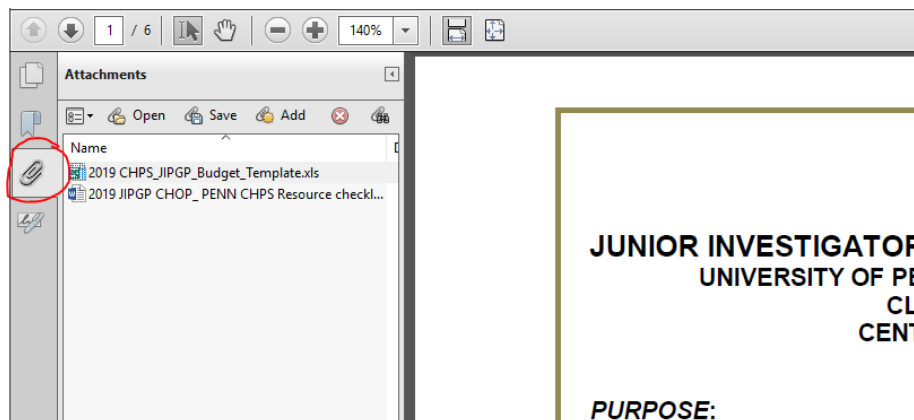 1 / 6 140%
Attachments
Open Save Add
Name
2019 CHPS_JIPGP_Budget_Template.xls
2019 JIPGP CHOP_ PENN CHPS Resource checkl...
JUNIOR INVESTIGATOR
UNIVERSITY OF PE
CL
CENT
PURPOSE: